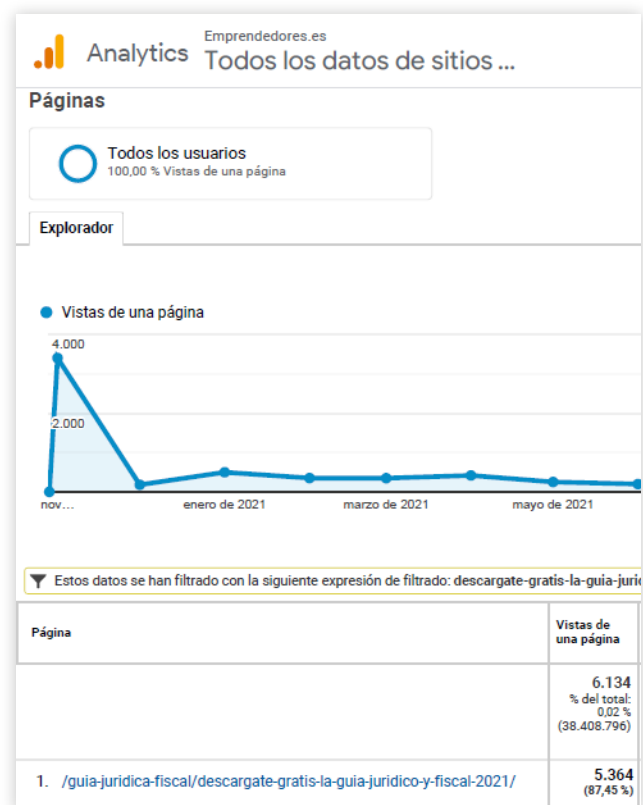 Analytics
Emprendedores.es
Todos los datos de sitios ...
Páginas
Todos los usuarios
100,00 % Vistas de una página
Explorador
Vistas de una página
4.000
2.000
nov...
enero de 2021
marzo de 2021
mayo de 2021
Estos datos se han filtrado con la siguiente expresión de filtrado: descargate-gratis-la-guia-juri
Página
Vistas de
una página
6.134
% del total:
0,02 %
(38.408.796)
1. /guia-juridica-fiscal/descargate-gratis-la-guia-juridico-y-fiscal-2021/
5.364
(87,45 %)